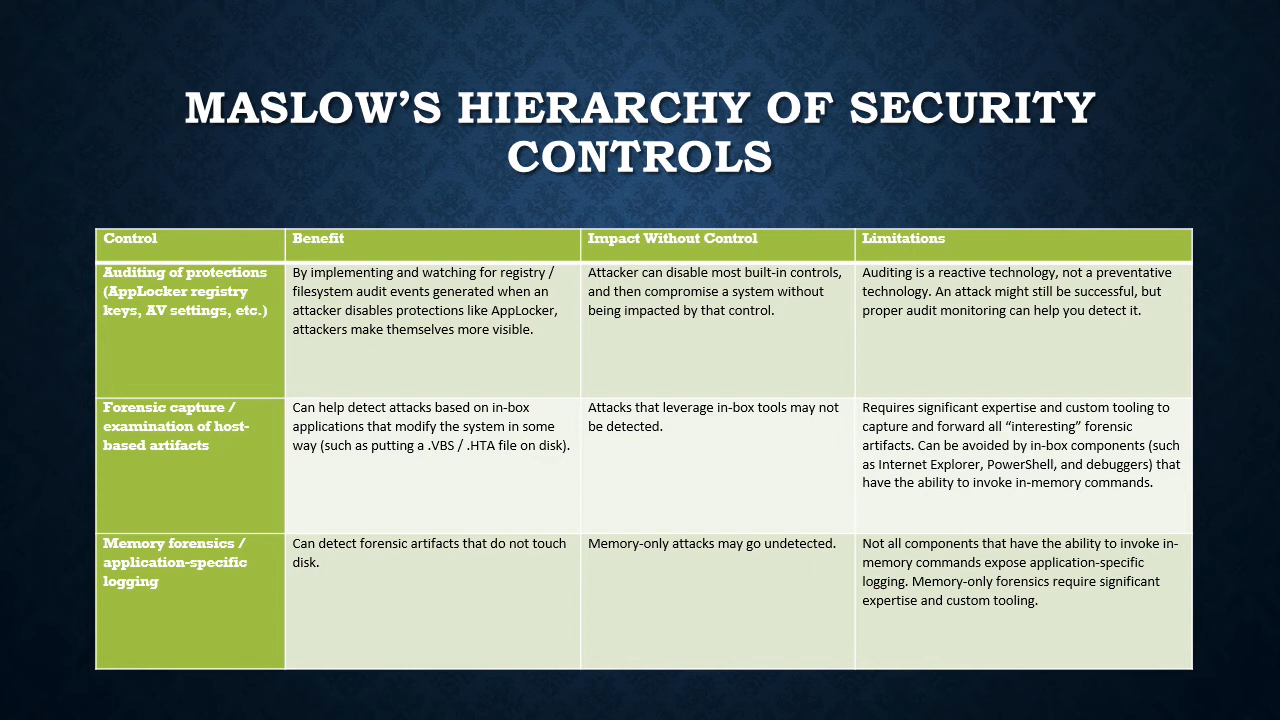 MASLOW’S HIERARCHY OF SECURITY
CONTROLS
Control
Benefit
Impact Without Control
Limitations
Auditing of protections
(AppLocker registry
keys, AV settings, etc.)
By implementing and watching for registry /
filesystem audit events generated when an
attacker disables protections like AppLocker,
attackers make themselves more visible.
Attacker can disable most built-in controls,
and then compromise a system without
being impacted by that control.
Auditing is a reactive technology, not a preventative
technology. An attack might still be successful, but
proper audit monitoring can help you detect it.
Forensic capture /
examination of host-
based artifacts
Can help detect attacks based on in-box
applications that modify the system in some
way (such as putting a .VBS / .HTA file on disk).
Attacks that leverage in-box tools may not
be detected.
Requires significant expertise and custom tooling to
capture and forward all “interesting” forensic
artifacts. Can be avoided by in-box components (such
as Internet Explorer, PowerShell, and debuggers) that
have the ability to invoke in-memory commands.
Memory forensics /
application-specific
logging
Can detect forensic artifacts that do not touch
disk.
Memory-only attacks may go undetected.
Not all components that have the ability to invoke in-
memory commands expose application-specific
logging. Memory-only forensics require significant
expertise and custom tooling.